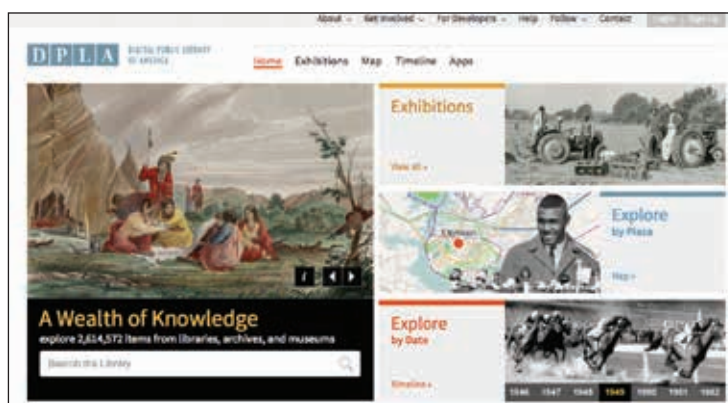 About Get Involved For Developers Help Follow Contact
DPLA DIGITAL PUBLIC LIBRARY
OF AMERICA
Home Exhibitions Map Timeline Apps
Exhibitions
View all »
Explore
by Place
Map »
A Wealth of Knowledge
explore 2,614,572 items from libraries, archives, and museums
Search the Library
Explore
by Date
Timeline »
1946 1947 1948 1949 1950 1951